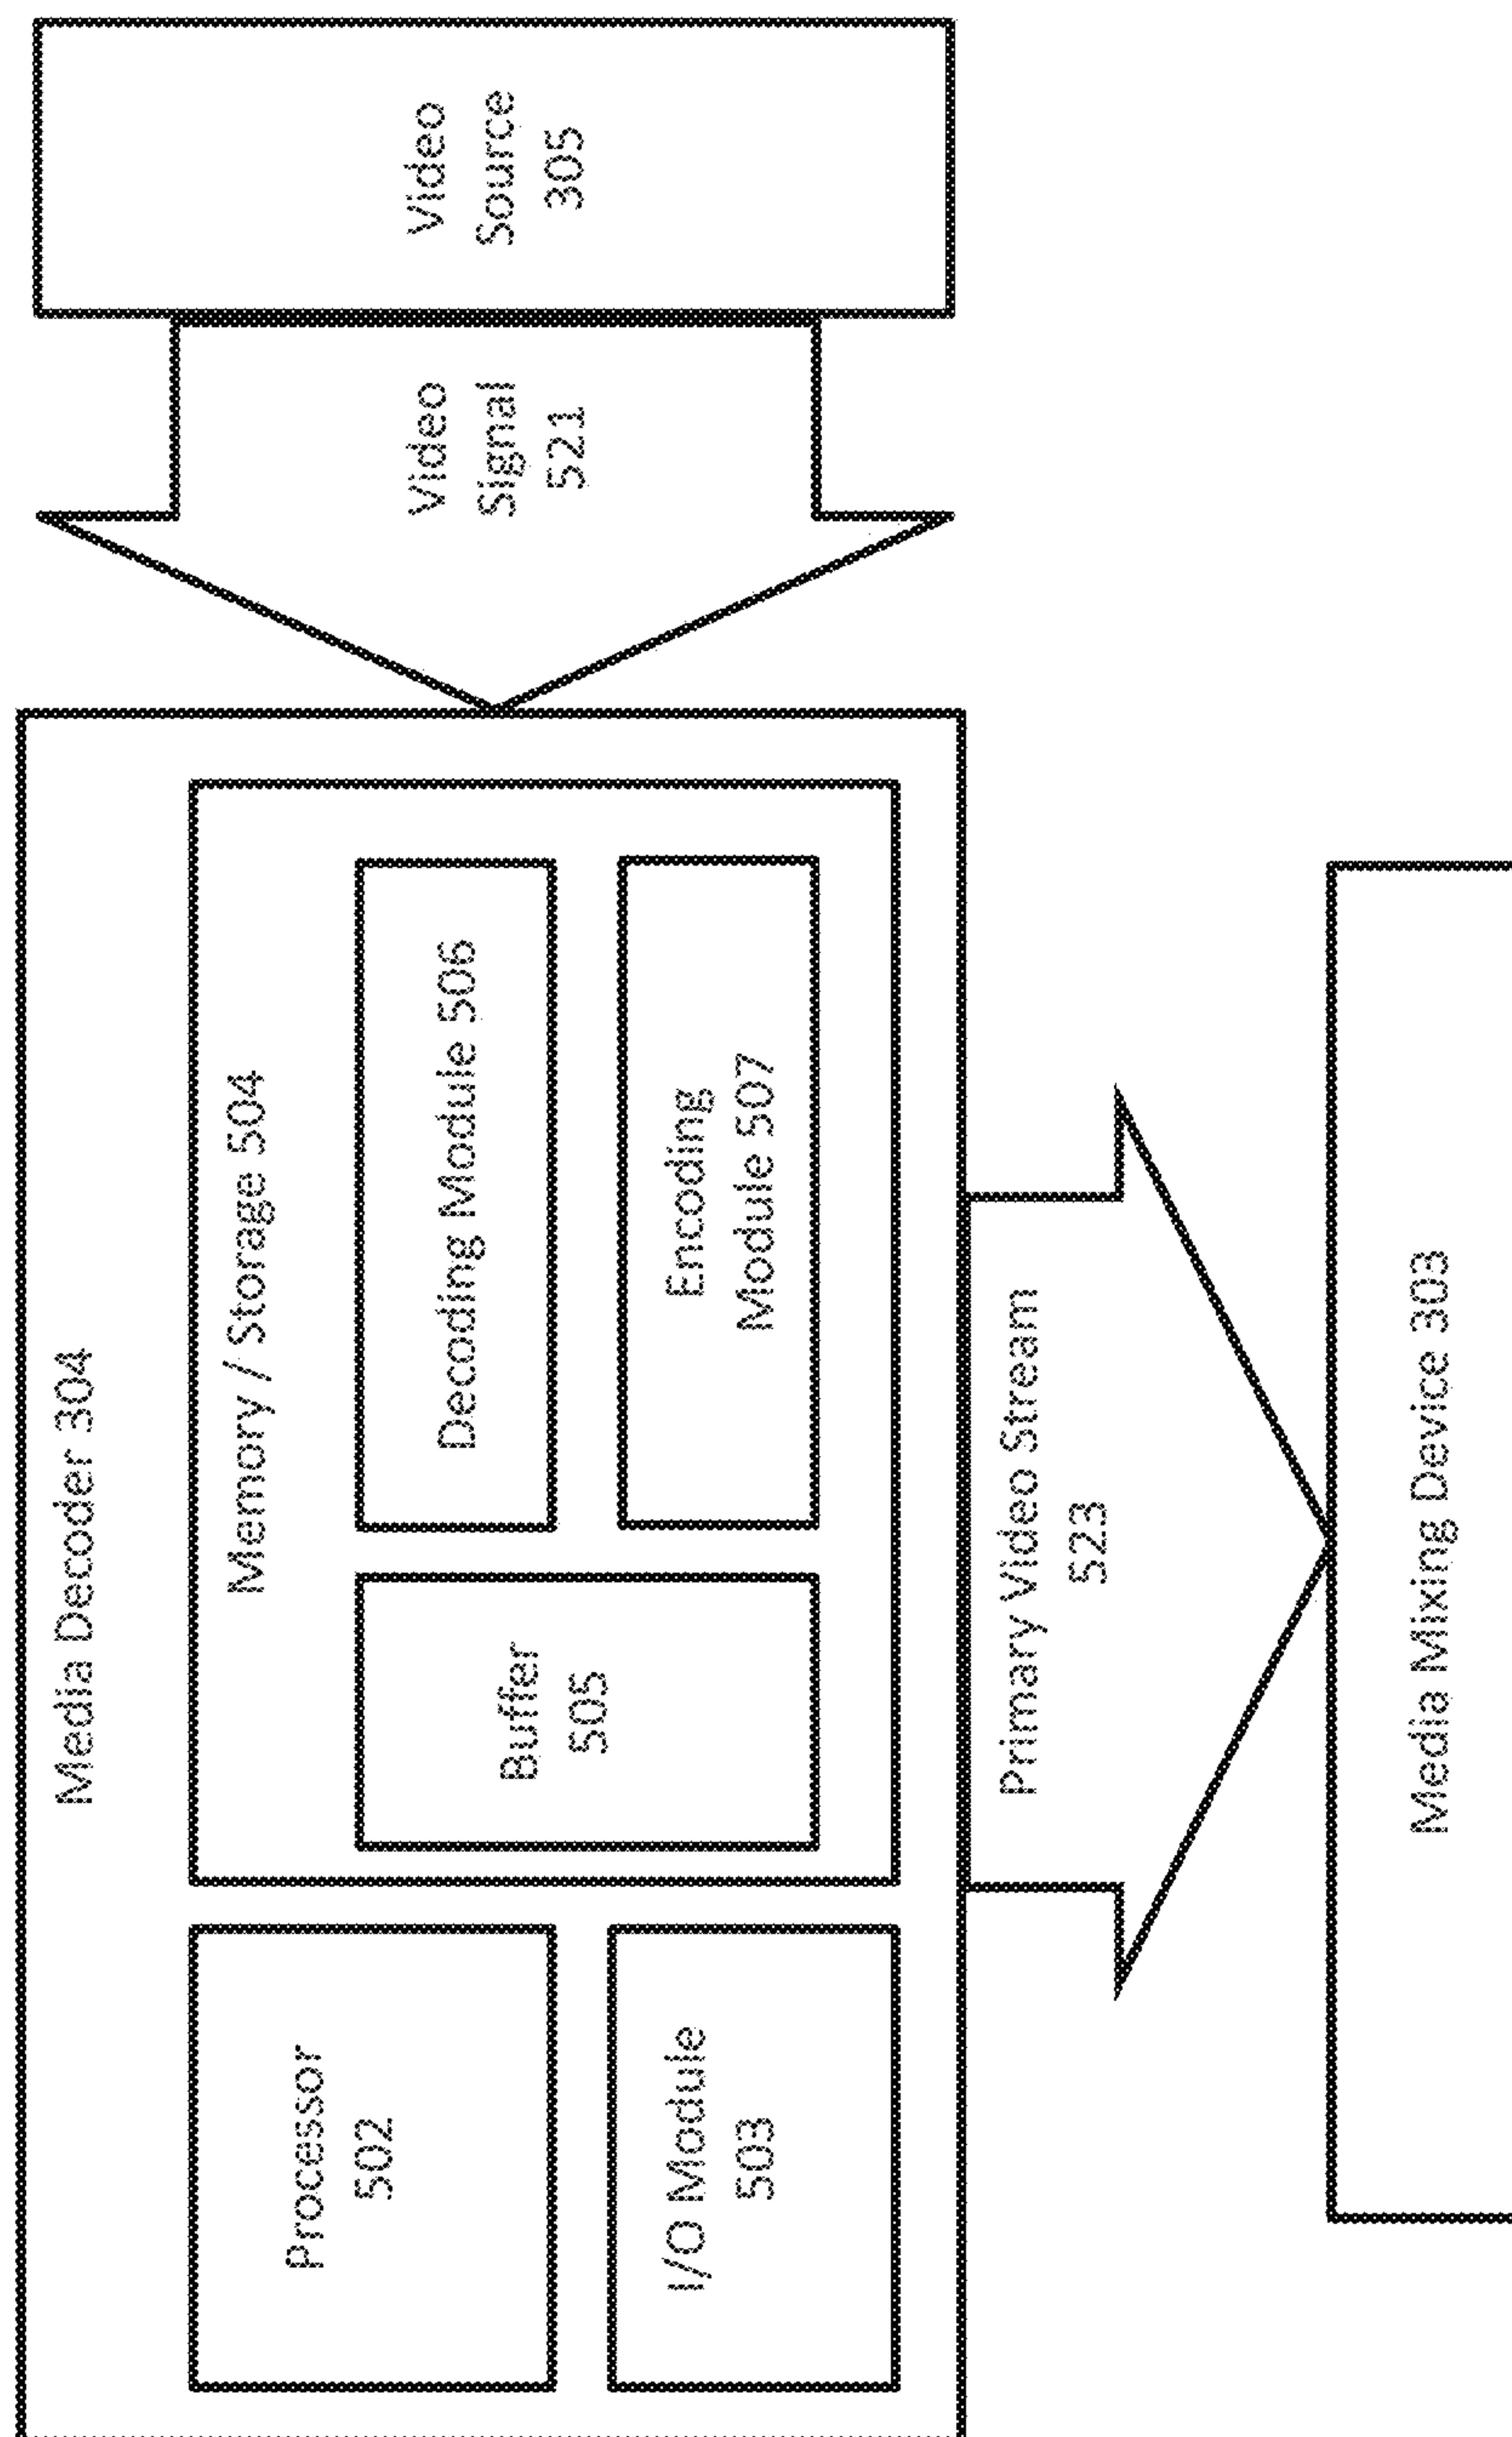 Media Decoder 304
Processor
502
I/O Module
503
Memory / Storage 504
Buffer
505
Decoding Module 506
Encoding
Module 507
Video
Signal
521
Video
Source
305
Primary Video Stream
523
Media Mixing Device 303